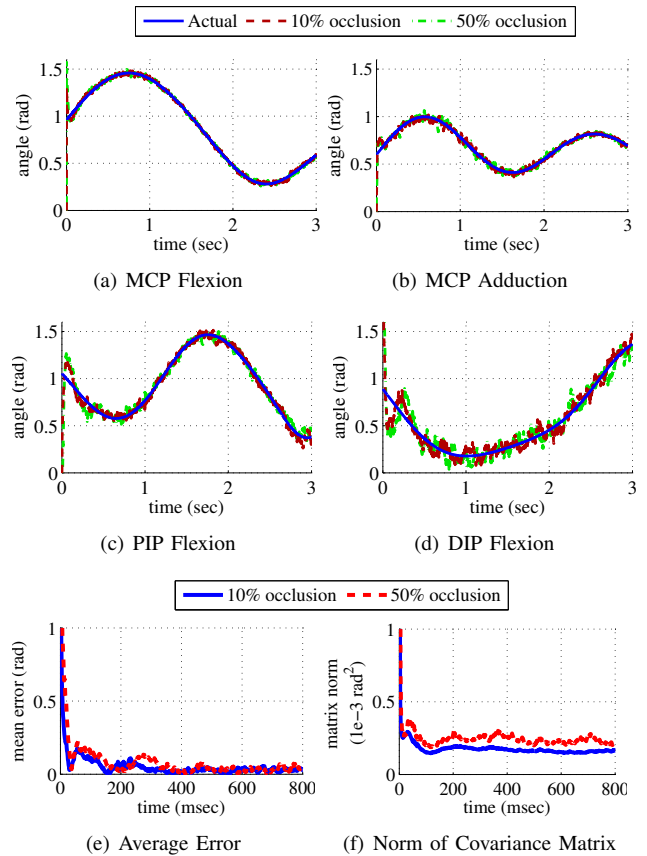 Actual 10% occlusion 50% occlusion
1.5
1
0.5
0
0 1 2 3
angle (rad)
time (sec)
(a) MCP Flexion
1.5
1
0.5
0
0 1 2 3
angle (rad)
time (sec)
(b) MCP Adduction
1.5
1
0.5
0
0 1 2 3
angle (rad)
time (sec)
(c) PIP Flexion
1.5
1
0.5
0
0 1 2 3
angle (rad)
time (sec)
(d) DIP Flexion
10% occlusion 50% occlusion
1
0.5
0
0 200 400 600 800
mean error (rad)
time (msec)
(e) Average Error
1
0.5
0
0 200 400 600 800
matrix norm
(1e−3 rad²)
time (msec)
(f) Norm of Covariance Matrix